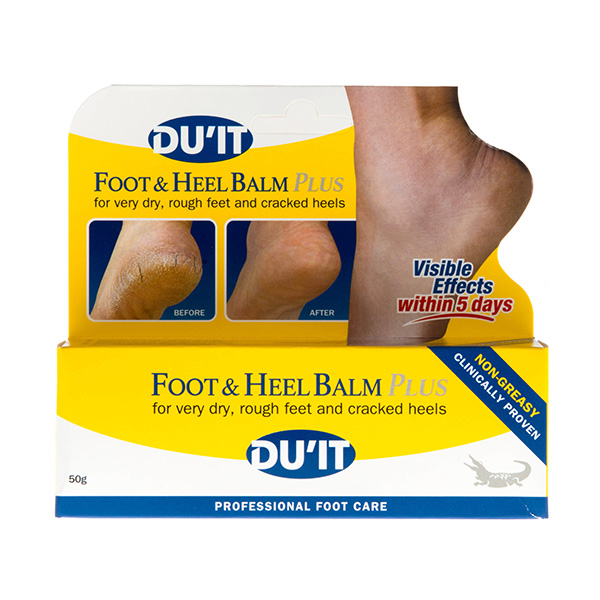 DU'IT
FOOT & HEEL BALM PLUS
for very dry, rough feet and cracked heels
BEFORE
AFTER
Visible
Effects
within 5 days
FOOT & HEEL BALM PLUS
for very dry, rough feet and cracked heels
NON-GREASY
CLINICALLY PROVEN
DU'IT
50g
PROFESSIONAL FOOT CARE